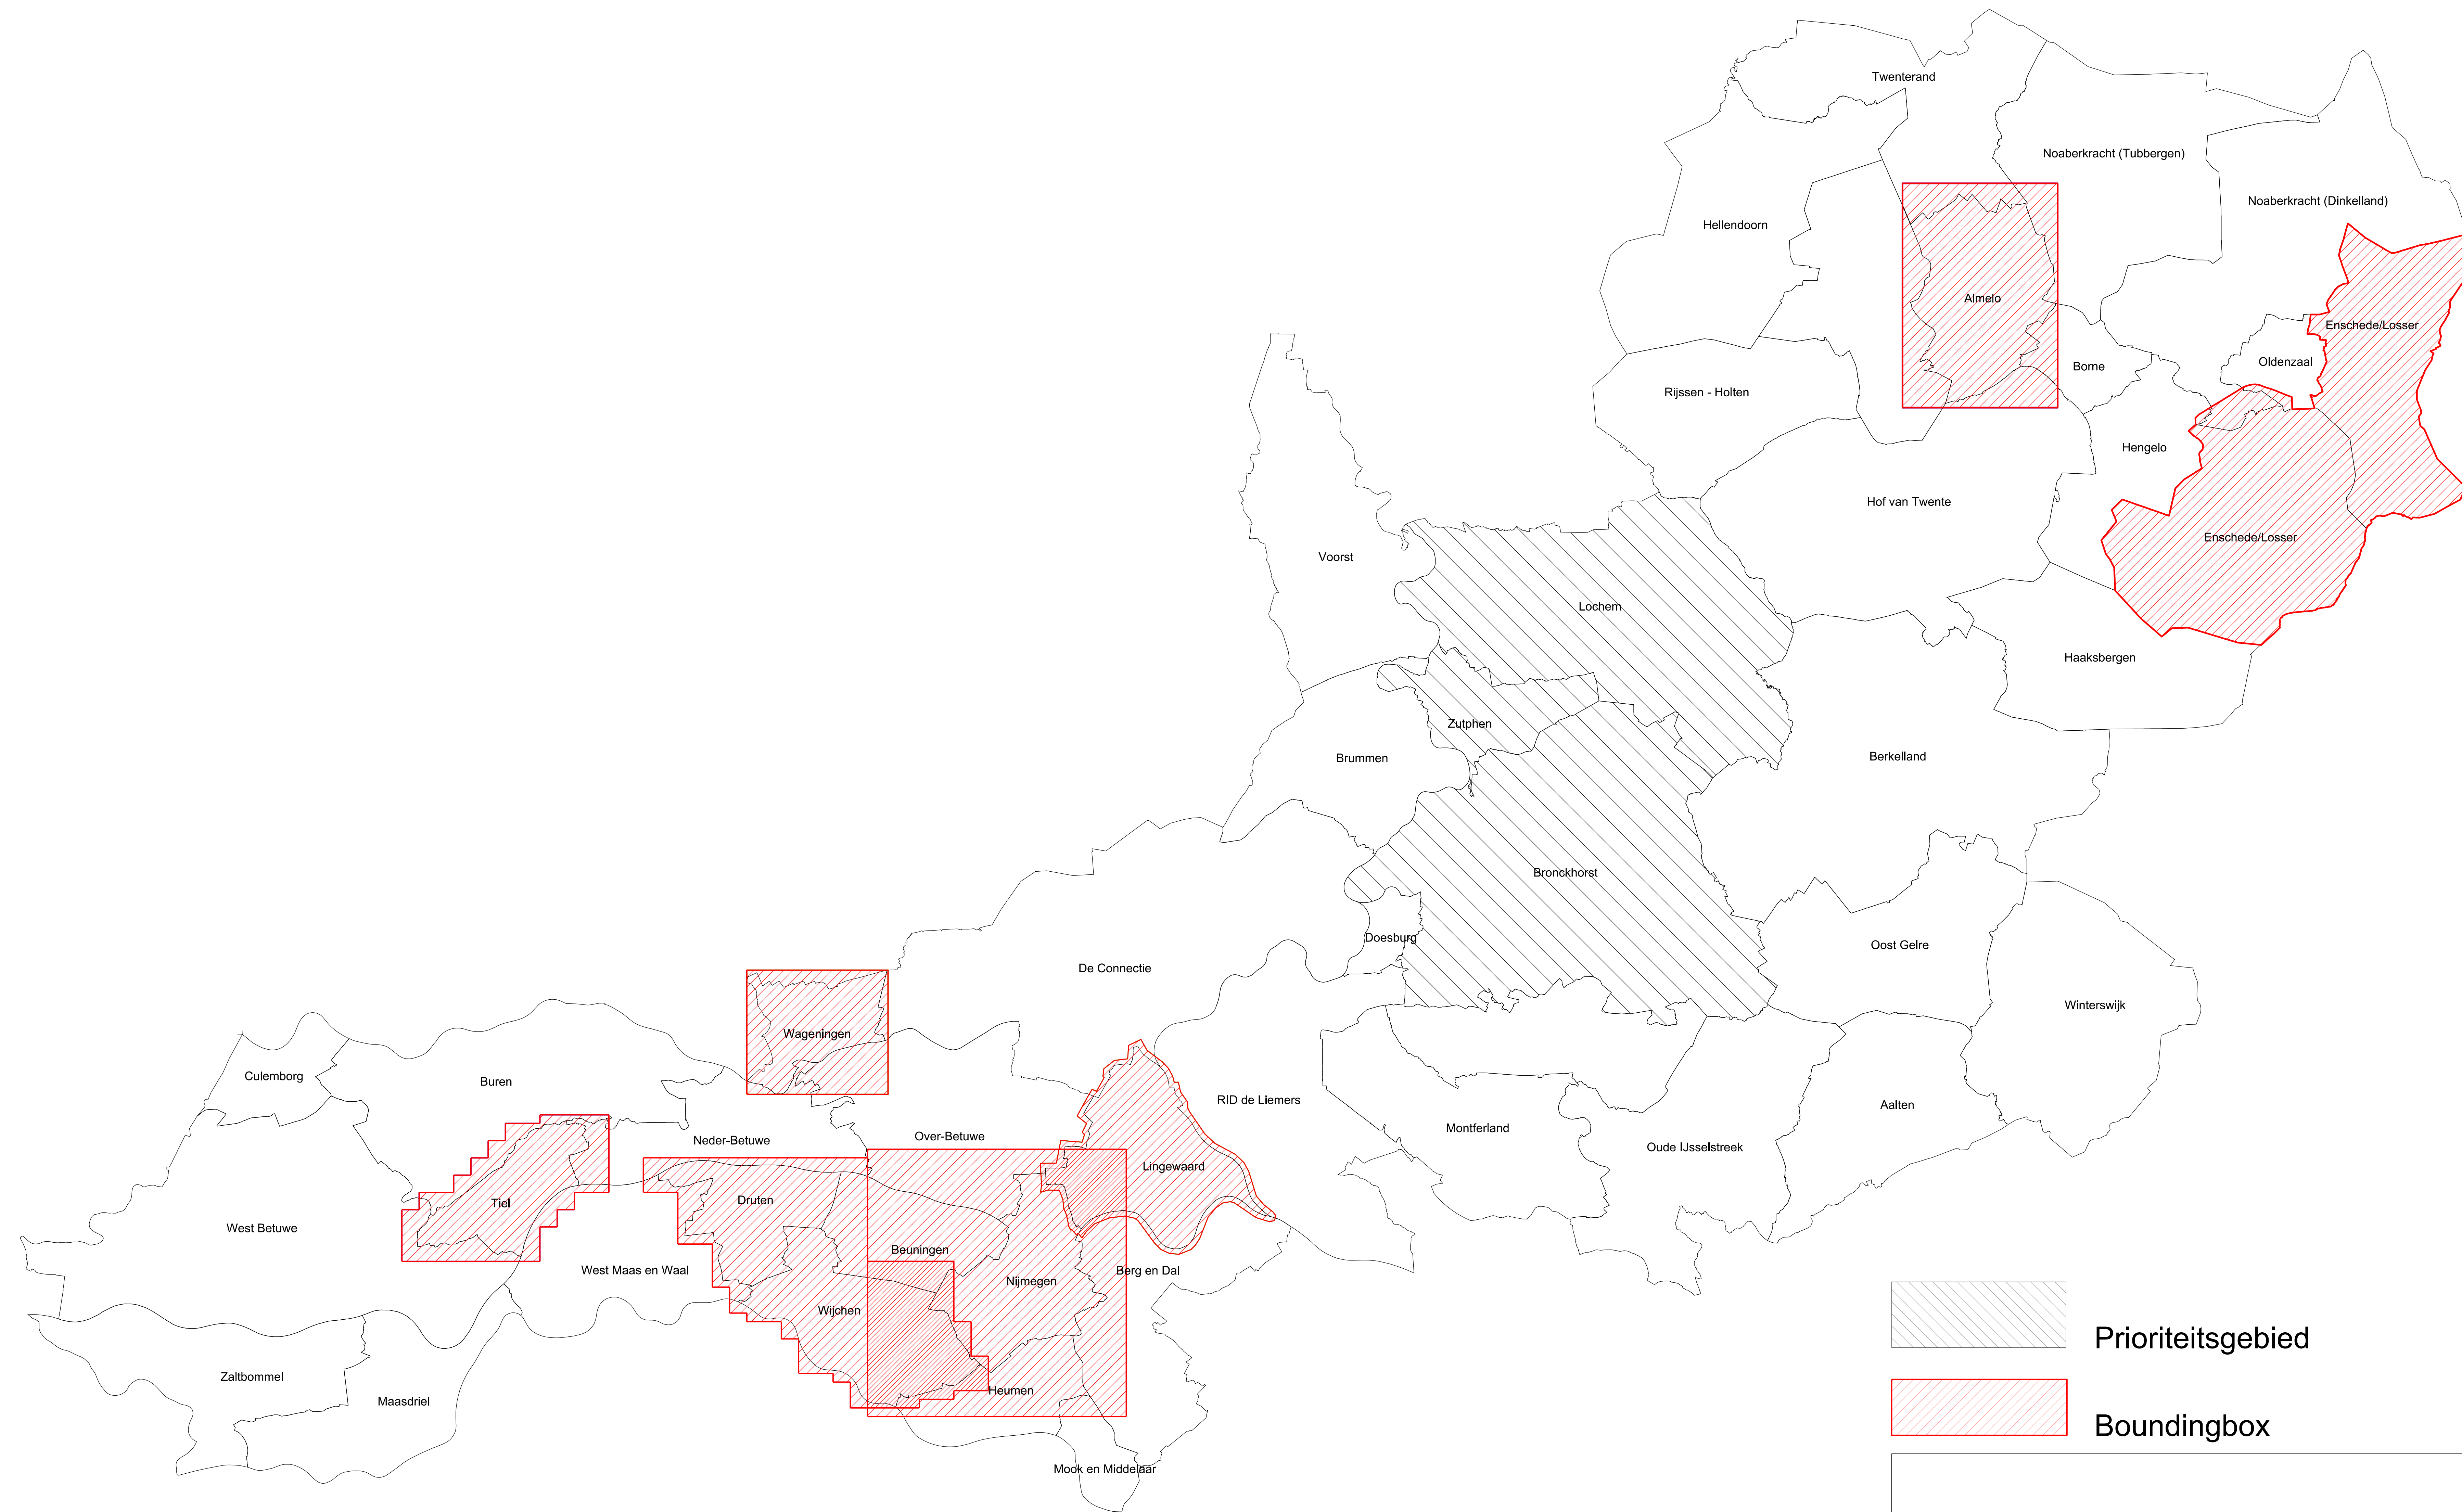 Twenterand
Noaberkracht (Tubbergen)
Noaberkracht (Dinkelland)
Hellendoorn
Almelo
Enschede/Losser
Oldenzaal
Borne
Rijssen - Holten
Hengelo
Hof van Twente
Enschede/Losser
Voorst
Lochem
Haaksbergen
Zutphen
Brummen
Berkelland
Bronckhorst
Doesburg
Oost Gelre
De Connectie
Winterswijk
Wageningen
Culemborg
Buren
RID de Liemers
Aalten
Montferland
Neder-Betuwe
Over-Betuwe
Oude IJsselstreek
Lingewaard
Druten
Tiel
West Betuwe
Beuningen
West Maas en Waal
Berg en Dal
Nijmegen
Wijchen
Prioriteitsgebied
Zaltbommel
Heumen
Maasdriel
Boundingbox
Mook en Middelaar